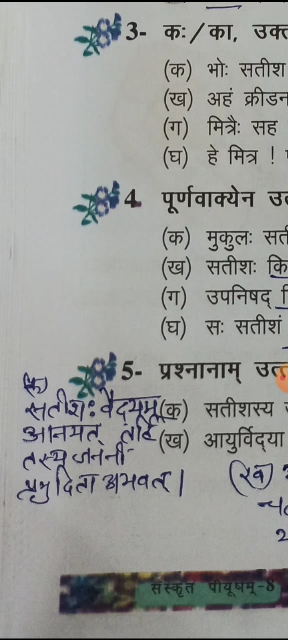 3- कः/का, उक्त
(क) भोः सतीश
(ख) अहं क्रीडन
(ग) मित्रैः सह
(घ) हे मित्र !
4 पूर्णवाक्येन उ
(क) मुकुलः सती
(ख) सतीशः कि
(ग) उपनिषद्
(घ) सः सतीशं
5- प्रश्नानाम् उत्त
(क) सतीशस्य
(ख) आयुर्विद्या
(क)
सतीशः वैद्यम्
आनयत् तर्हि
तस्य जननी
प्रमुदिता अभवत्।
(ख)
संस्कृत पीयूषम्-8